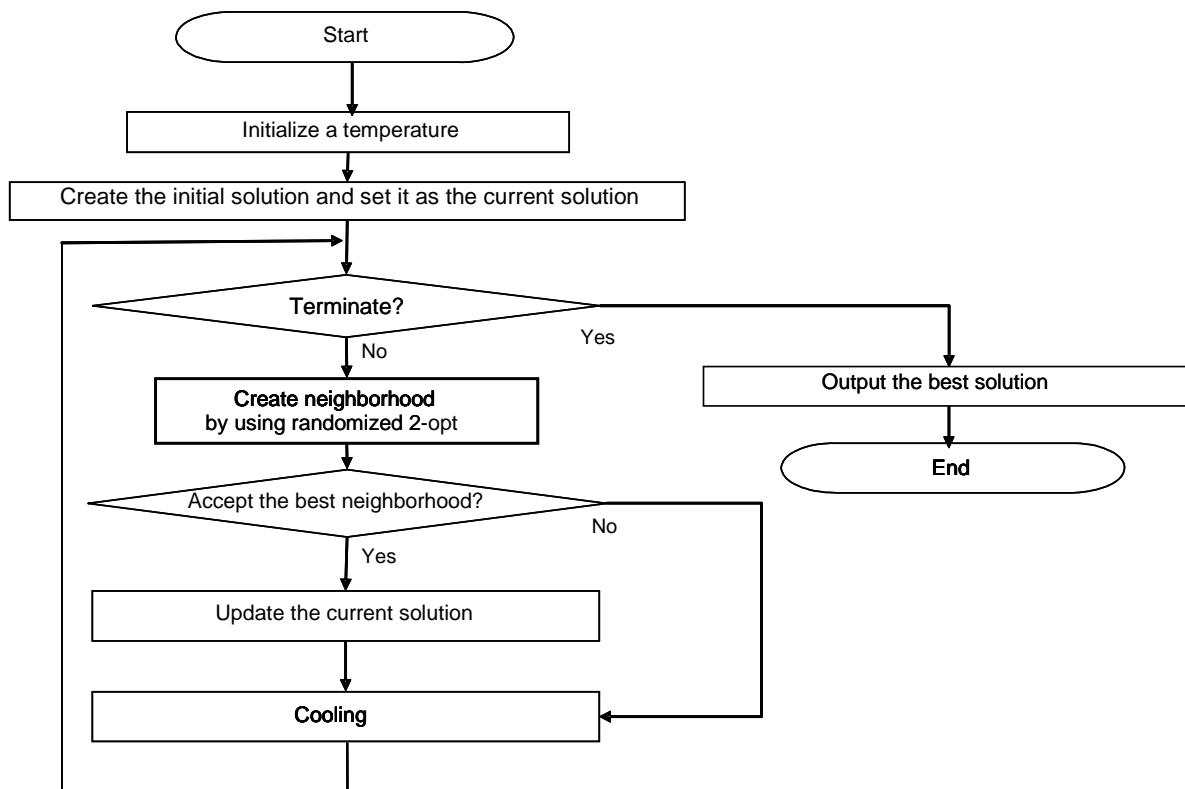 Start
Initialize a temperature
Create the initial solution and set it as the current solution
Terminate?
Yes
No
Create neighborhood
by using randomized 2-opt
Output the best solution
End
Accept the best neighborhood?
No
Yes
Update the current solution
Cooling